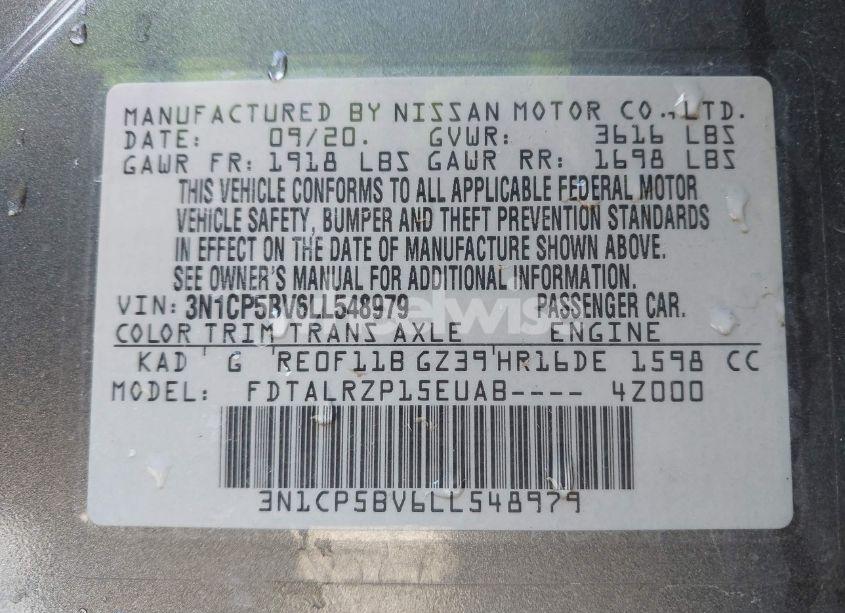 MANUFACTURED BY NISSAN MOTOR CO.,LTD.
DATE: 09/20. GVWR: 3616 LBS
GAWR FR: 1918 LBS GAWR RR: 1698 LBS
THIS VEHICLE CONFORMS TO ALL APPLICABLE FEDERAL MOTOR
VEHICLE SAFETY, BUMPER AND THEFT PREVENTION STANDARDS
IN EFFECT ON THE DATE OF MANUFACTURE SHOWN ABOVE.
SEE OWNER'S MANUAL FOR ADDITIONAL INFORMATION.
VIN: 3N1CP5BV6LL548979 PASSENGER CAR.
COLOR TRIM TRANS AXLE ENGINE
KAD G RE0F11B GZ39 HR16DE 1598 CC
MODEL: FDTALRZP15EUAB---- 4Z000
3N1CP5BV6LL548979